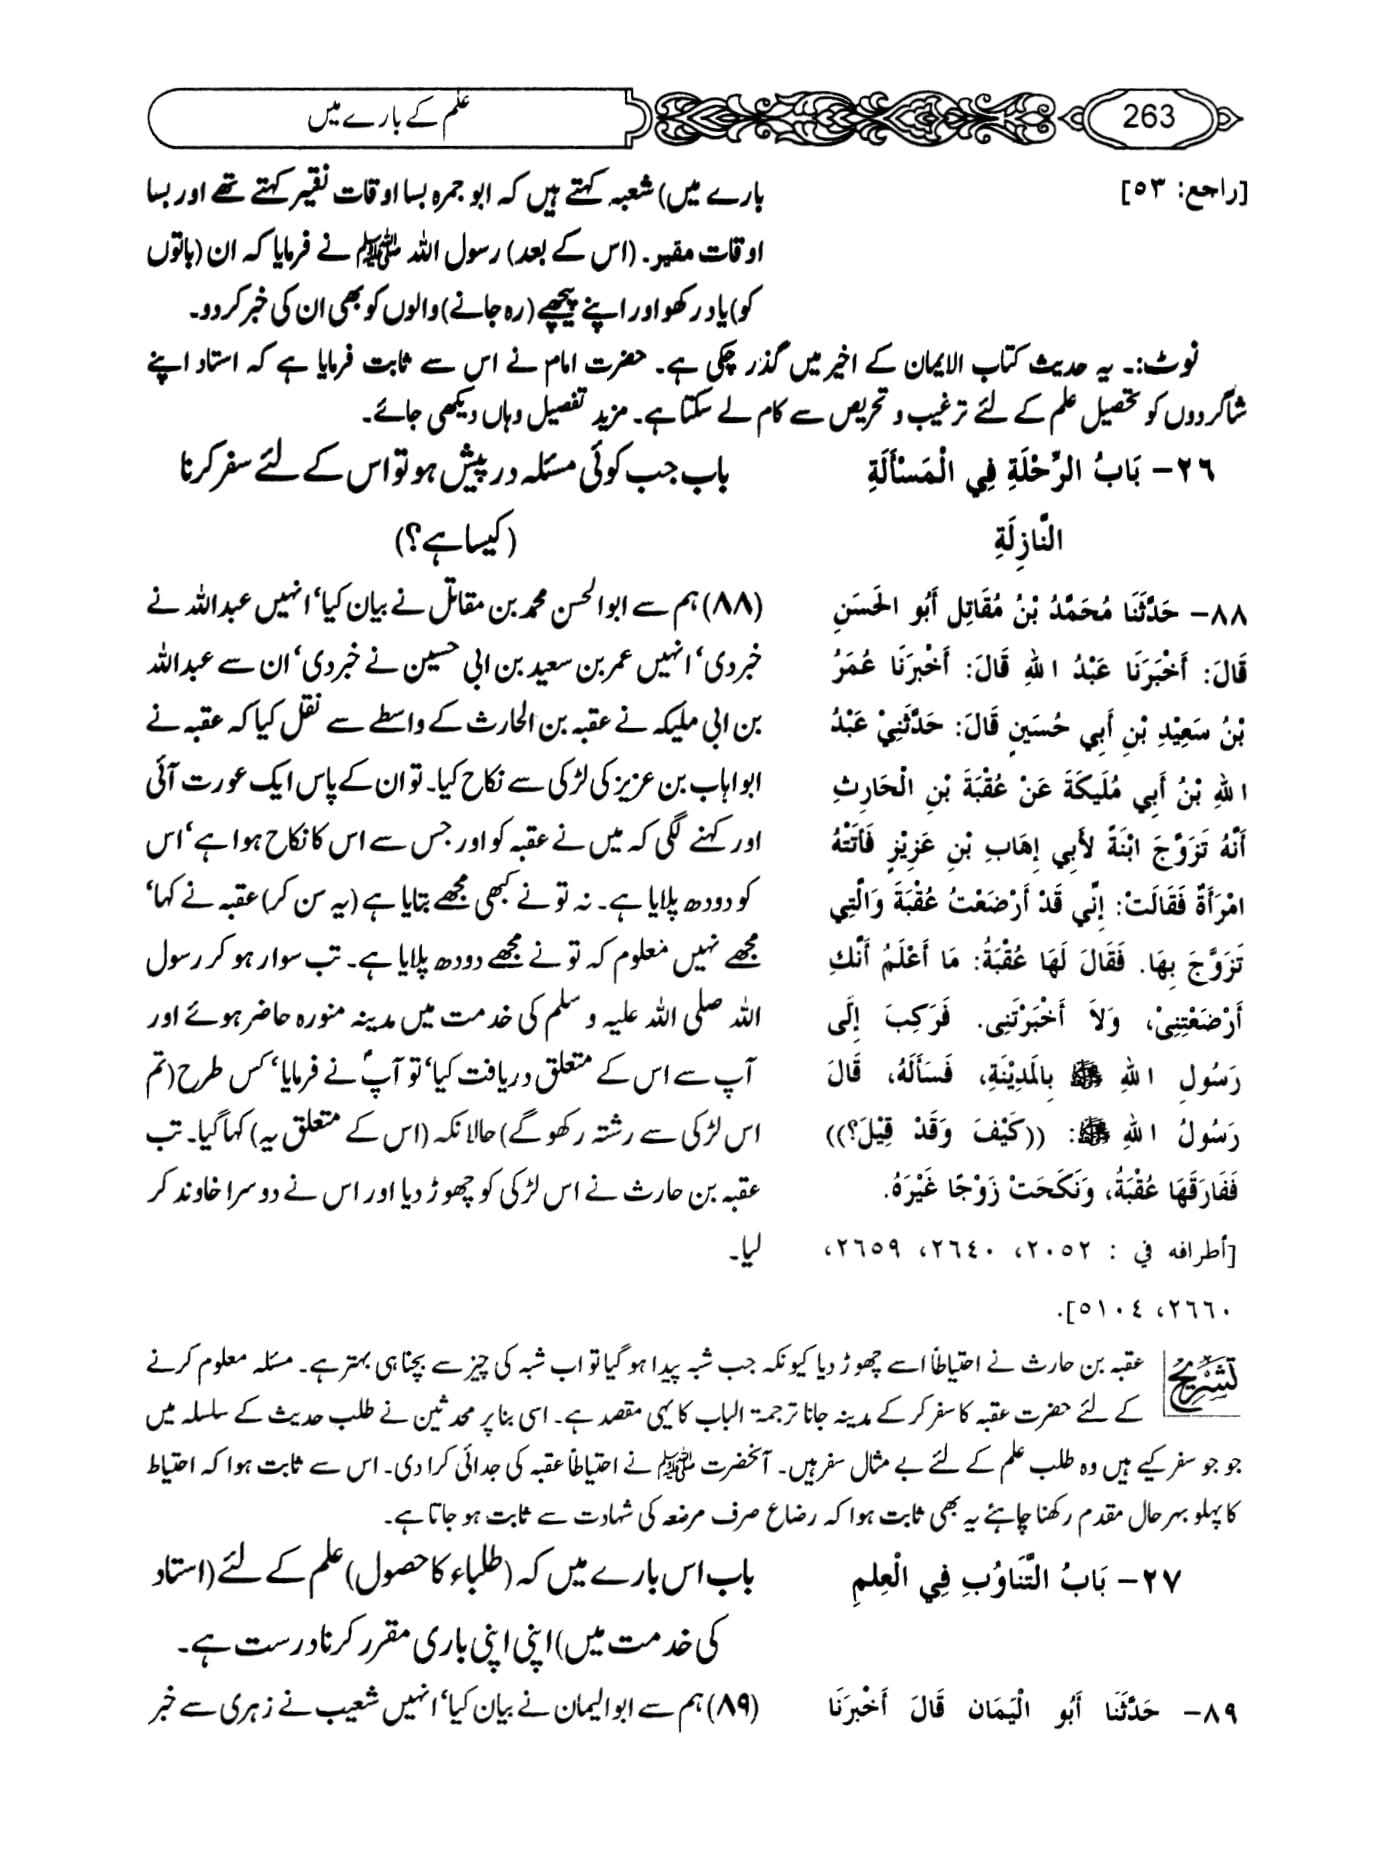 263
علم کے بارے میں
[راجع: ٥٣]
بارے میں) شعبہ کہتے ہیں کہ ابو جمرہ بسا اوقات نقیر کہتے تھے اور بسا
اوقات مقیر۔ (اس کے بعد) رسول اللہ ﷺ نے فرمایا کہ ان (باتوں
کو) یاد رکھو اور اپنے پیچھے (رہ جانے) والوں کو بھی ان کی خبر کر دو۔
نوٹ:۔ یہ حدیث کتاب الایمان کے اخیر میں گذر چکی ہے۔ حضرت امام نے اس سے ثابت فرمایا ہے کہ استاد اپنے
شاگردوں کو تحصیل علم کے لئے ترغیب و تحریص سے کام لے سکتا ہے۔ مزید تفصیل وہاں دیکھی جائے۔
٢٦- بَابُ الرِّحْلَةِ فِي الْمَسْأَلَةِ
النَّازِلَةِ
باب جب کوئی مسئلہ درپیش ہو تو اس کے لئے سفر کرنا
(کیسا ہے؟)
٨٨- حَدَّثَنَا مُحَمَّدُ بْنُ مُقَاتِلٍ أَبُو الْحَسَنِ
قَالَ: أَخْبَرَنَا عَبْدُ اللهِ قَالَ: أَخْبَرَنَا عُمَرُ
بْنُ سَعِيْدِ بْنِ أَبِي حُسَينٍ قَالَ: حَدَّثَنِيْ عَبْدُ
اللهِ بْنُ أَبِي مُلَيكَةَ عَنْ عُقْبَةَ بْنِ الْحَارِثِ
أَنَّهُ تَزَوَّجَ ابْنَةً لأَبِي إِهَابِ بْنِ عَزِيْزٍ فَأَتَتْهُ
امْرَأَةٌ فَقَالَتْ: إِنِّي قَدْ أَرْضَعْتُ عُقْبَةَ وَالَّتِي
تَزَوَّجَ بِهَا. فَقَالَ لَهَا عُقْبَةُ: مَا أَعْلَمُ أَنَّكِ
أَرْضَعْتِنِيْ، وَلاَ أَخْبَرْتَنِي. فَرَكِبَ إِلَى
رَسُولِ اللهِ ﷺ بِالْمَدِيْنَةِ، فَسَأَلَهُ، قَالَ
رَسُولُ اللهِ ﷺ: ((كَيْفَ وَقَدْ قِيْلَ؟))
فَفَارَقَهَا عُقْبَةُ، وَنَكَحَتْ زَوْجًا غَيْرَهُ.
[أطرافه في : ٢٠٥٢، ٢٦٤٠، ٢٦٥٩،
٢٦٦٠، ٥١٠٤].
(۸۸) ہم سے ابوالحسن محمد بن مقاتل نے بیان کیا‘ انہیں عبداللہ نے
خبر دی‘ انہیں عمر بن سعید بن ابی حسین نے خبر دی‘ ان سے عبداللہ
بن ابی ملیکہ نے عقبہ بن الحارث کے واسطے سے نقل کیا کہ عقبہ نے
ابو اہاب بن عزیز کی لڑکی سے نکاح کیا۔ تو ان کے پاس ایک عورت آئی
اور کہنے لگی کہ میں نے عقبہ کو اور جس سے اس کا نکاح ہوا ہے‘ اس
کو دودھ پلایا ہے۔ نہ تو نے کبھی مجھے بتایا ہے (یہ سن کر) عقبہ نے کہا‘
مجھے نہیں معلوم کہ تو نے مجھے دودھ پلایا ہے۔ تب سوار ہو کر رسول
اللہ صلی اللہ علیہ و سلم کی خدمت میں مدینہ منورہ حاضر ہوئے اور
آپ سے اس کے متعلق دریافت کیا‘ تو آپؐ نے فرمایا‘ کس طرح (تم
اس لڑکی سے رشتہ رکھو گے) حالانکہ (اس کے متعلق یہ) کہا گیا۔ تب
عقبہ بن حارث نے اس لڑکی کو چھوڑ دیا اور اس نے دوسرا خاوند کر
لیا۔
تشریح
عقبہ بن حارث نے احتیاطاً اسے چھوڑ دیا کیونکہ جب شبہ پیدا ہو گیا تو اب شبہ کی چیز سے بچنا ہی بہتر ہے۔ مسئلہ معلوم کرنے
کے لئے حضرت عقبہ کا سفر کر کے مدینہ جانا ترجمۃ الباب کا یہی مقصد ہے۔ اسی بنا پر محدثین نے طلب حدیث کے سلسلہ میں
جو جو سفر کیے ہیں وہ طلب علم کے لئے بے مثال سفر ہیں۔ آنحضرت ﷺ نے احتیاطاً عقبہ کی جدائی کرا دی۔ اس سے ثابت ہوا کہ احتیاط
کا پہلو بہرحال مقدم رکھنا چاہئے یہ بھی ثابت ہوا کہ رضاع صرف مرضعہ کی شہادت سے ثابت ہو جاتا ہے۔
٢٧- بَابُ التَّنَاوُبِ فِي الْعِلمِ
باب اس بارے میں کہ (طلباء کا حصول) علم کے لئے (استاد
کی خدمت میں) اپنی اپنی باری مقرر کرنا درست ہے۔
٨٩- حَدَّثَنَا أَبُو الْيَمَان قَالَ أَخْبَرَنَا
(۸۹) ہم سے ابوالیمان نے بیان کیا‘ انہیں شعیب نے زہری سے خبر